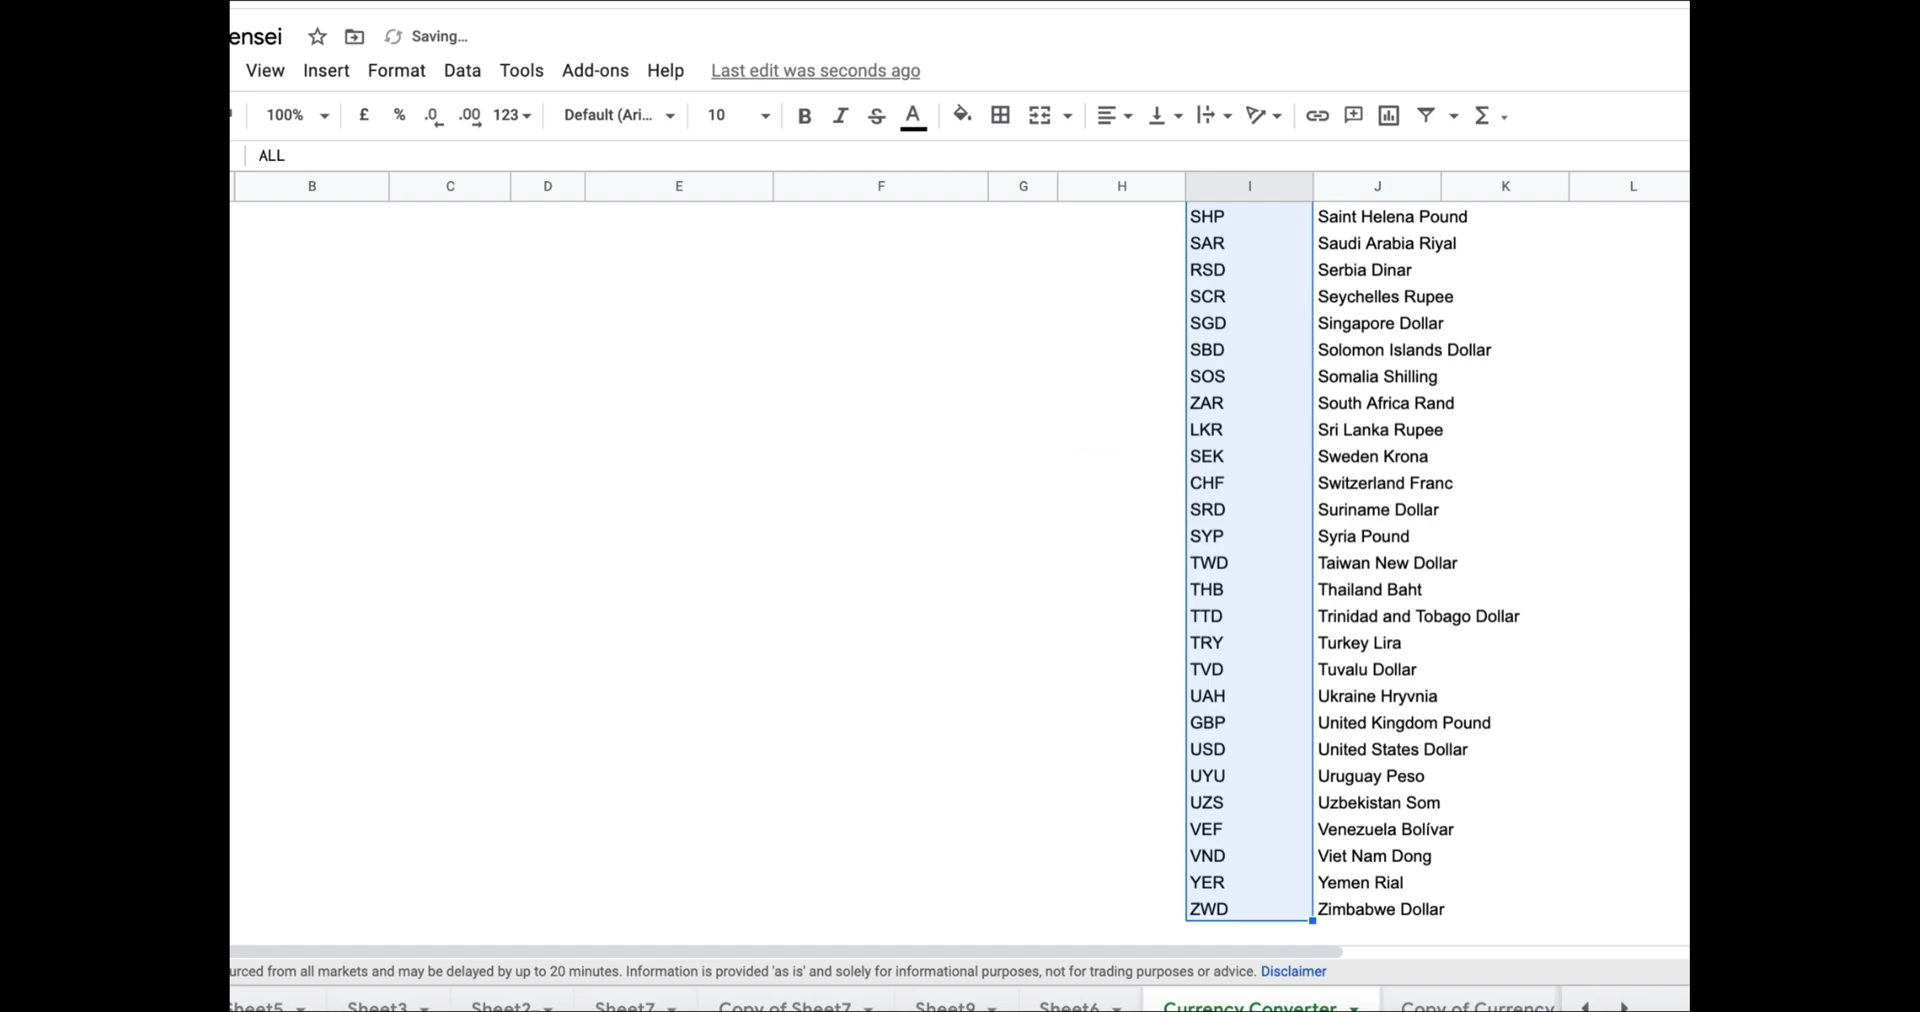 ensei Saving...
View Insert Format Data Tools Add-ons Help Last edit was seconds ago
100% £ % .0 .00 123 Default (Ari... 10 B I S A Σ
ALL
B C D E F G H I J K L
SHP Saint Helena Pound
SAR Saudi Arabia Riyal
RSD Serbia Dinar
SCR Seychelles Rupee
SGD Singapore Dollar
SBD Solomon Islands Dollar
SOS Somalia Shilling
ZAR South Africa Rand
LKR Sri Lanka Rupee
SEK Sweden Krona
CHF Switzerland Franc
SRD Suriname Dollar
SYP Syria Pound
TWD Taiwan New Dollar
THB Thailand Baht
TTD Trinidad and Tobago Dollar
TRY Turkey Lira
TVD Tuvalu Dollar
UAH Ukraine Hryvnia
GBP United Kingdom Pound
USD United States Dollar
UYU Uruguay Peso
UZS Uzbekistan Som
VEF Venezuela Bolívar
VND Viet Nam Dong
YER Yemen Rial
ZWD Zimbabwe Dollar
urced from all markets and may be delayed by up to 20 minutes. Information is provided 'as is' and solely for informational purposes, not for trading purposes or advice. Disclaimer
Sheet5 Sheet3 Sheet2 Sheet7 Copy of Sheet7 Sheet9 Sheet6 Currency Converter Copy of Currency